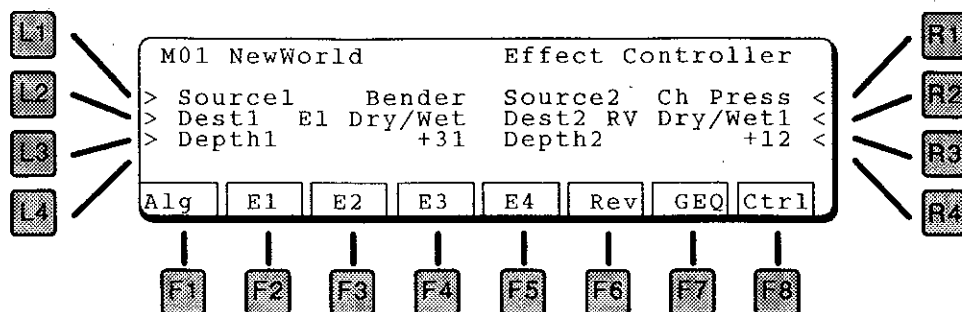 L1
L2
L3
L4
M01 NewWorld Effect Controller
> Source1 Bender Source2 Ch Press <
> Dest1 E1 Dry/Wet Dest2 RV Dry/Wet1 <
> Depth1 +31 Depth2 +12 <
Alg E1 E2 E3 E4 Rev GEQ Ctrl
R1
R2
R3
R4
F1 F2 F3 F4 F5 F6 F7 F8